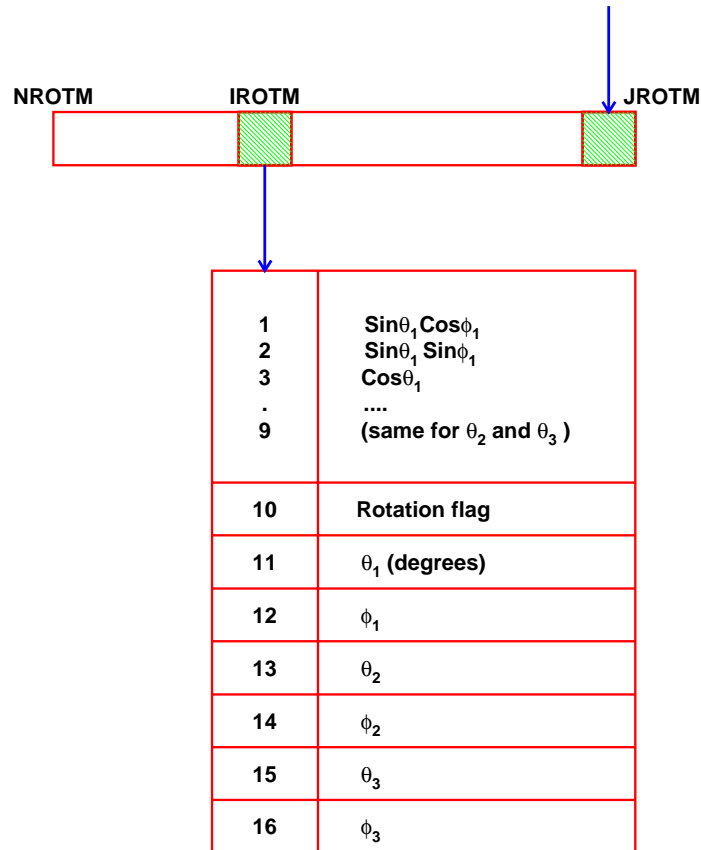 NROTM IROTM JROTM
1 Sinθ₁Cosϕ₁
2 Sinθ₁ Sinϕ₁
3 Cosθ₁
. ....
9 (same for θ₂ and θ₃ )
10 Rotation flag
11 θ₁ (degrees)
12 ϕ₁
13 θ₂
14 ϕ₂
15 θ₃
16 ϕ₃